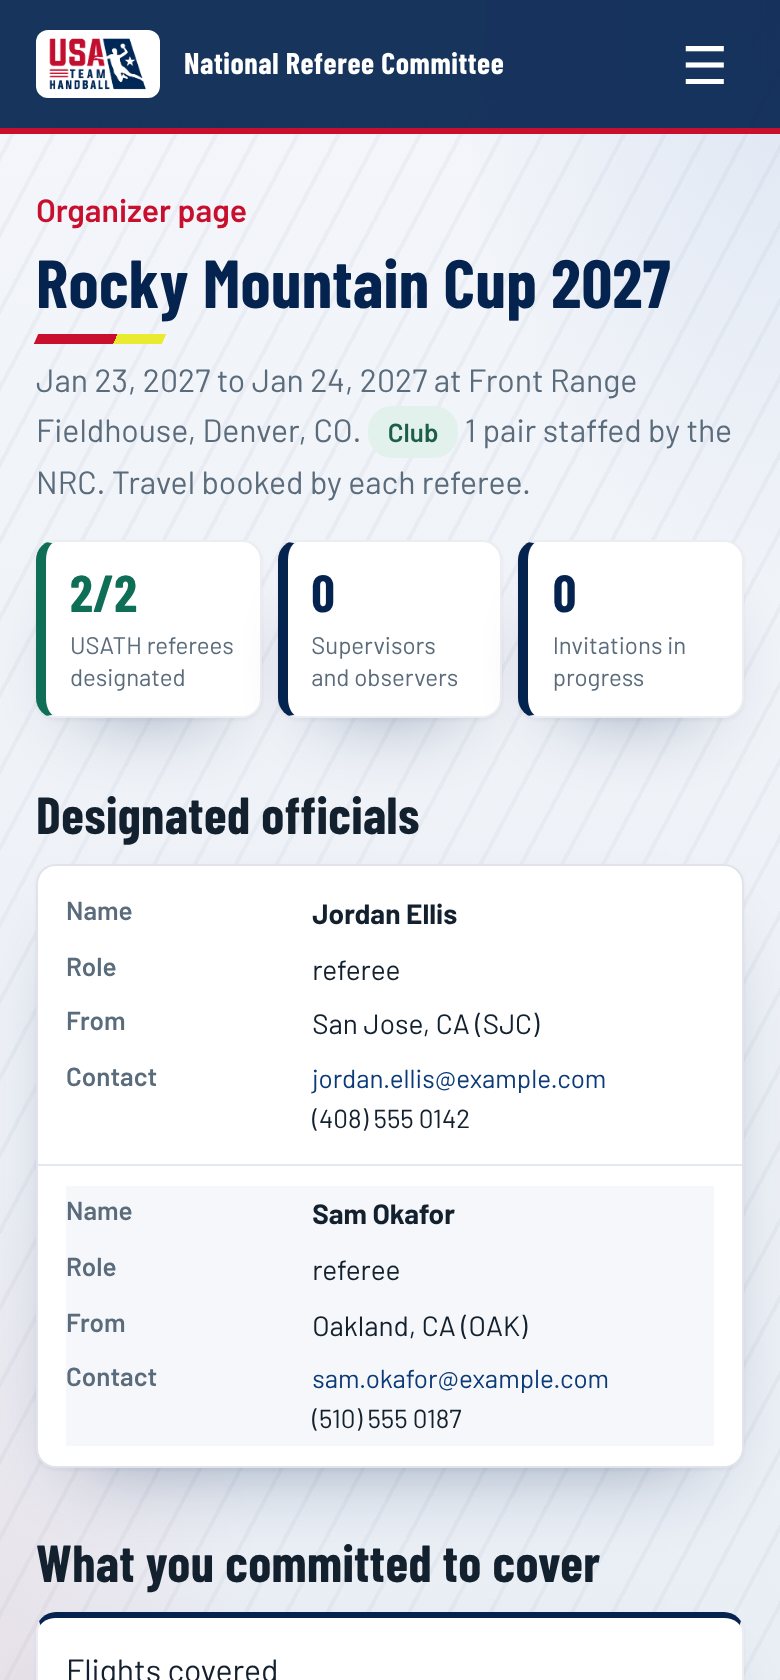 USA
TEAM
HANDBALL
National Referee Committee
Organizer page
Rocky Mountain Cup 2027
Jan 23, 2027 to Jan 24, 2027 at Front Range
Fieldhouse, Denver, CO. Club 1 pair staffed by the
NRC. Travel booked by each referee.
2/2
USATH referees
designated
0
Supervisors
and observers
0
Invitations in
progress
Designated officials
Name Jordan Ellis
Role referee
From San Jose, CA (SJC)
Contact jordan.ellis@example.com
(408) 555 0142
Name Sam Okafor
Role referee
From Oakland, CA (OAK)
Contact sam.okafor@example.com
(510) 555 0187
What you committed to cover
Flights covered